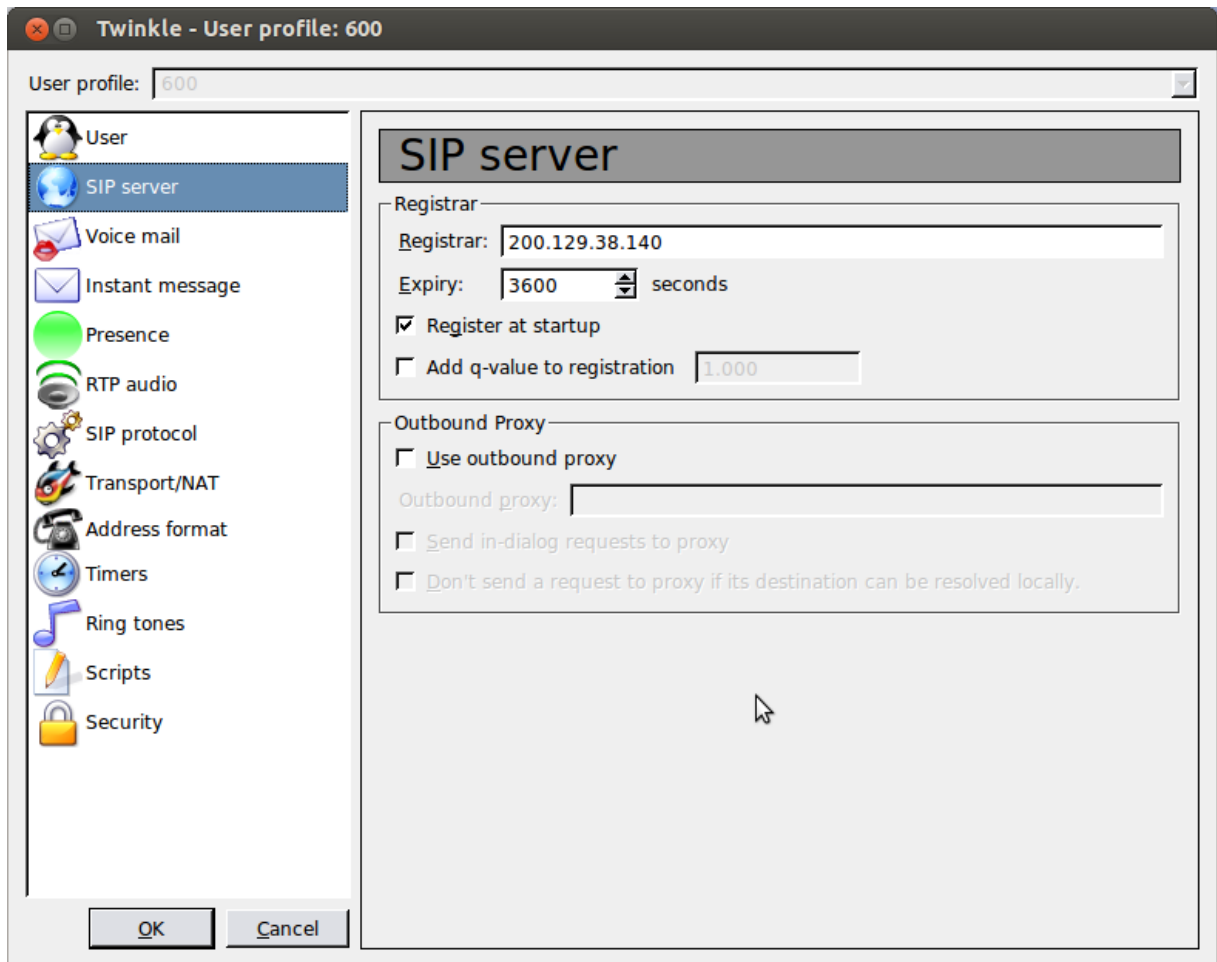 Twinkle - User profile: 600
User profile: 600
User
SIP server
Voice mail
Instant message
Presence
RTP audio
SIP protocol
Transport/NAT
Address format
Timers
Ring tones
Scripts
Security
OK Cancel
SIP server
Registrar
Registrar: 200.129.38.140
Expiry: 3600 seconds
Register at startup
Add q-value to registration 1.000
Outbound Proxy
Use outbound proxy
Outbound proxy:
Send in-dialog requests to proxy
Don't send a request to proxy if its destination can be resolved locally.